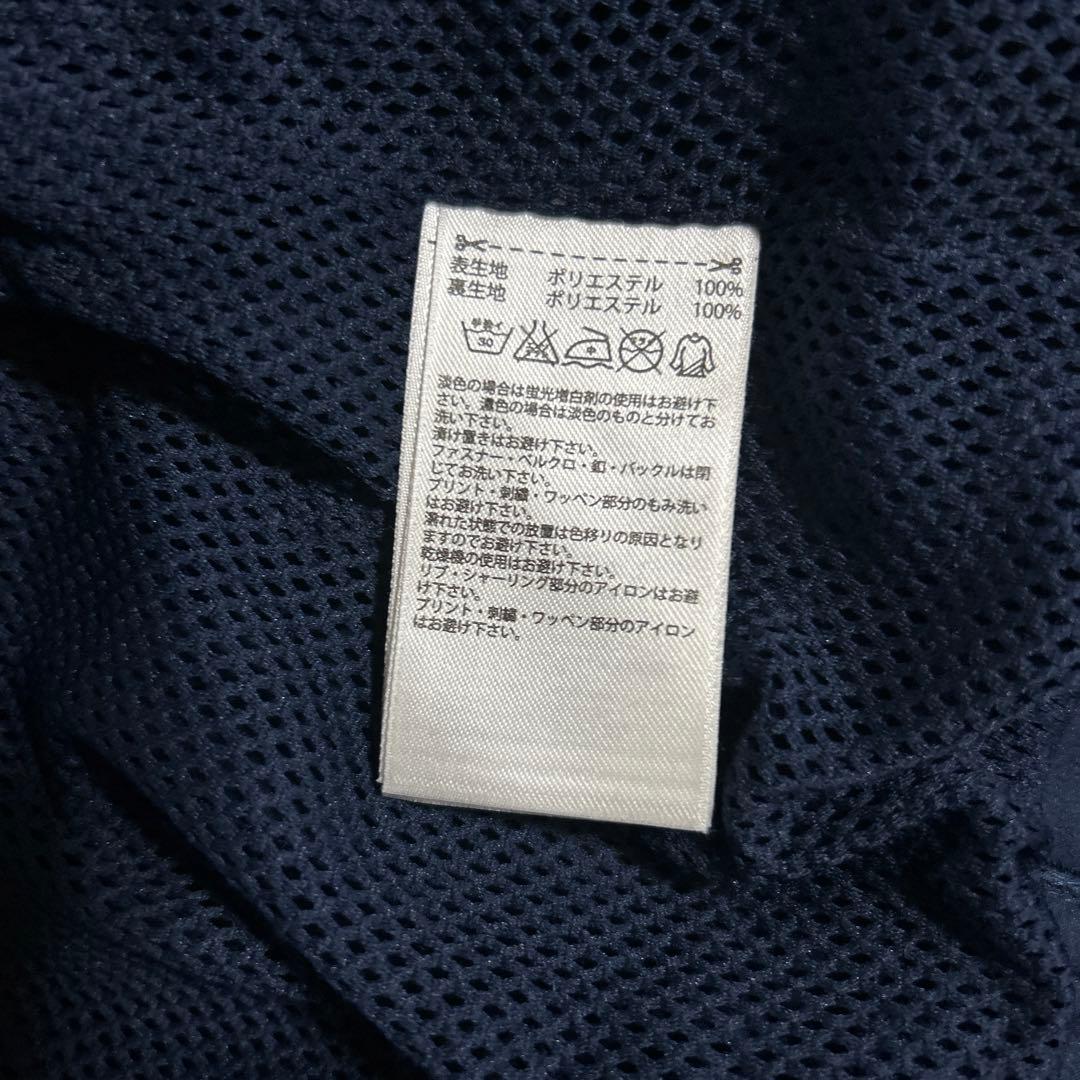 表生地 ポリエステル 100%
裏生地 ポリエステル 100%
手洗イ
30
淡色の場合は蛍光増白剤の使用はお避け下
さい。濃色の場合は淡色のものと分けてお
洗い下さい。
漬け置きはお避け下さい。
ファスナー・ベルクロ・釦・バックルは閉
じてお洗い下さい。
プリント・刺繍・ワッペン部分のもみ洗い
はお避け下さい。
濡れた状態での放置は色移りの原因となり
ますのでお避け下さい。
乾燥機の使用はお避け下さい。
リブ・シャーリング部分のアイロンはお避
け下さい。
プリント・刺繍・ワッペン部分のアイロン
はお避け下さい。